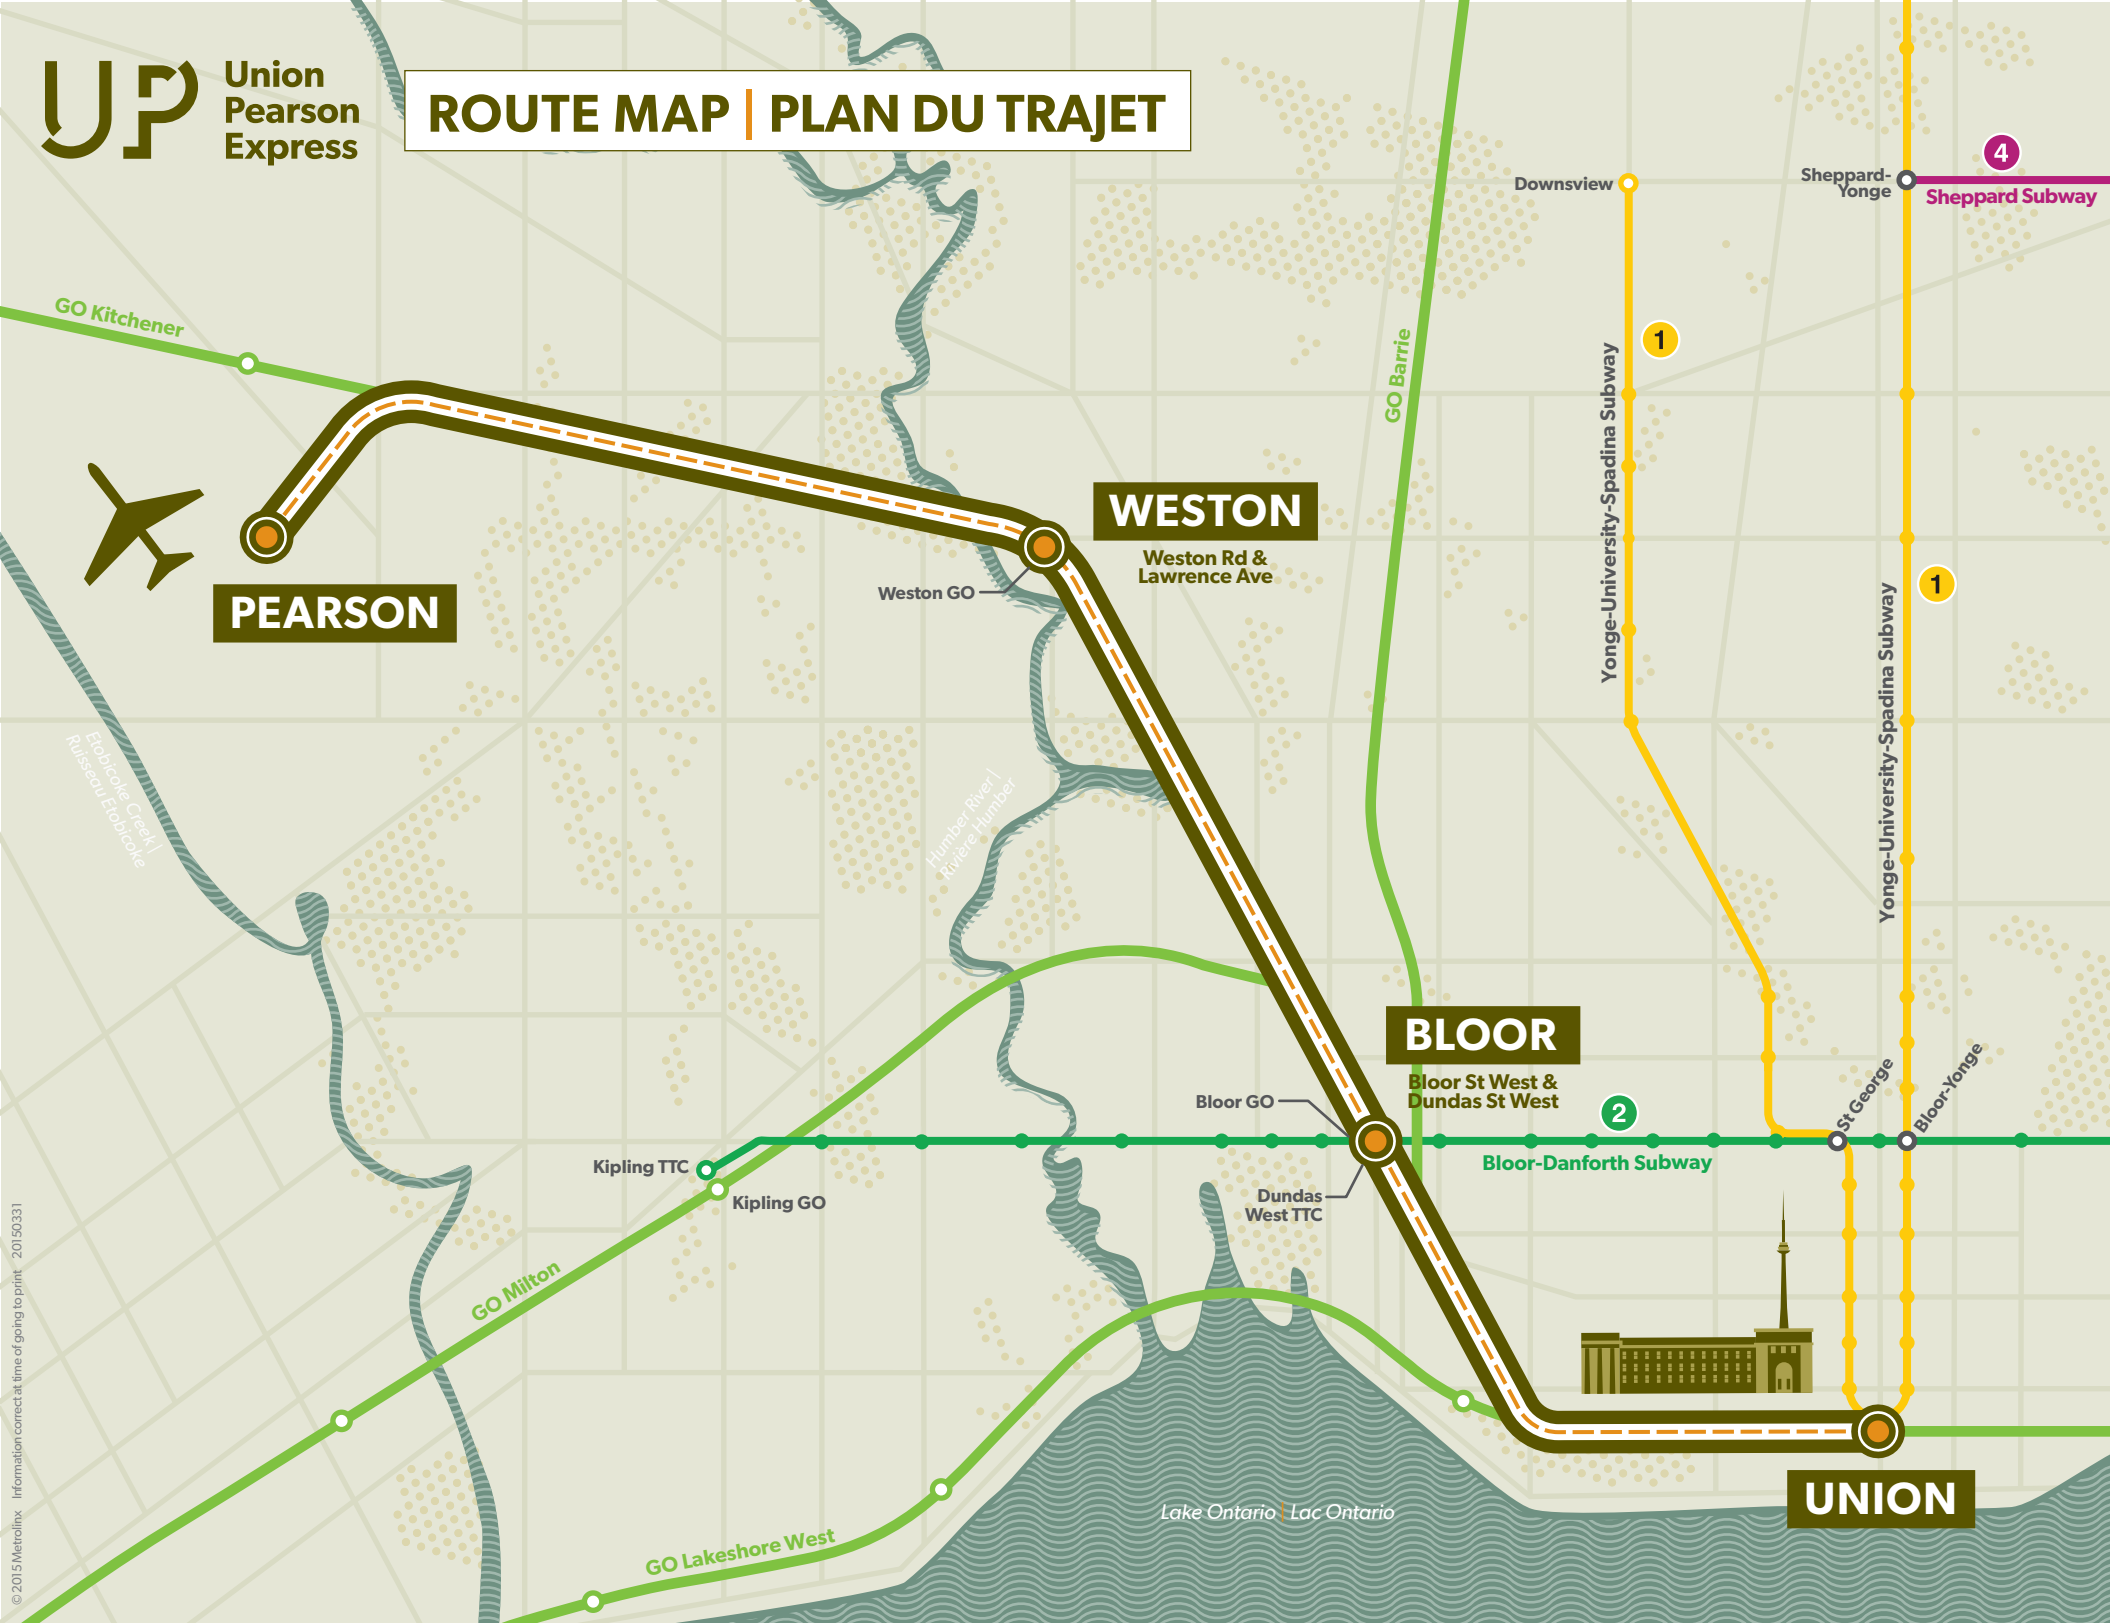 UP
Union
Pearson
Express
ROUTE MAP | PLAN DU TRAJET
4
Downsview
Sheppard-
Yonge
Sheppard Subway
GO Kitchener
GO Barrie
1
Yonge-University-Spadina Subway
WESTON
Weston Rd &
Lawrence Ave
Weston GO
PEARSON
1
Yonge-University-Spadina Subway
Etobicoke Creek |
Ruisseau Etobicoke
Humber River |
Rivière Humber
BLOOR
Bloor St West &
Dundas St West
Bloor GO
2
St George
Bloor-Yonge
Kipling TTC
Bloor-Danforth Subway
Kipling GO
Dundas
West TTC
GO Milton
UNION
Lake Ontario | Lac Ontario
GO Lakeshore West
© 2015 Metrolinx Information correct at time of going to print 20150331